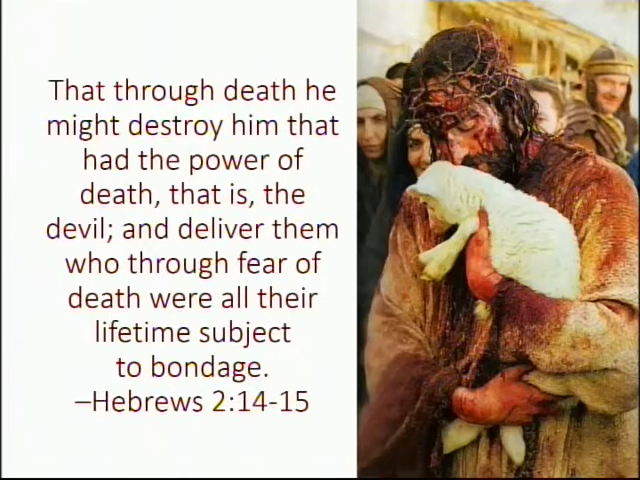 That through death he
might destroy him that
had the power of
death, that is, the
devil; and deliver them
who through fear of
death were all their
lifetime subject
to bondage.
–Hebrews 2:14-15